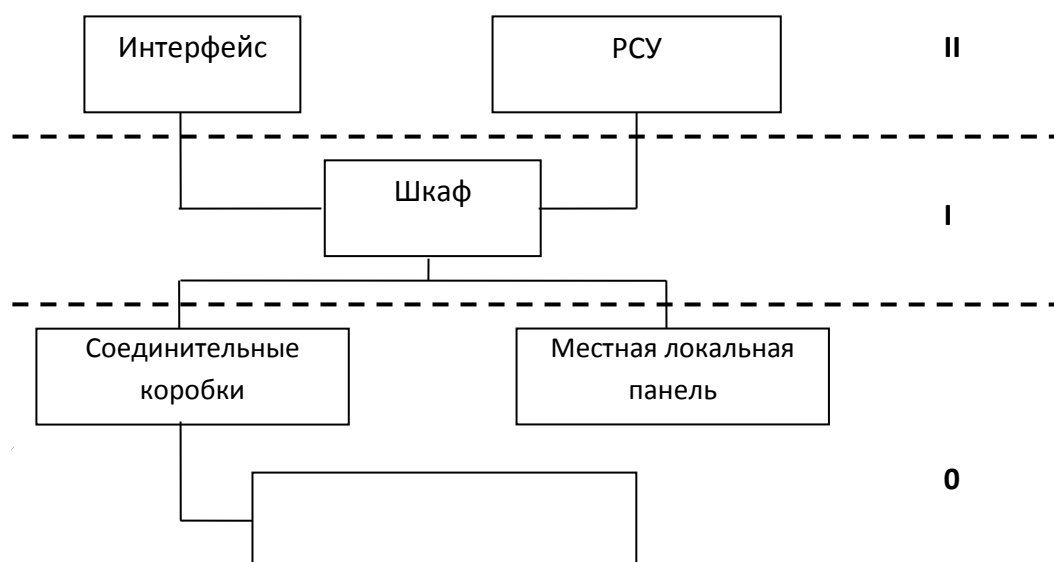 Интерфейс
РСУ
II
Шкаф
I
Соединительные
коробки
Местная локальная
панель
0